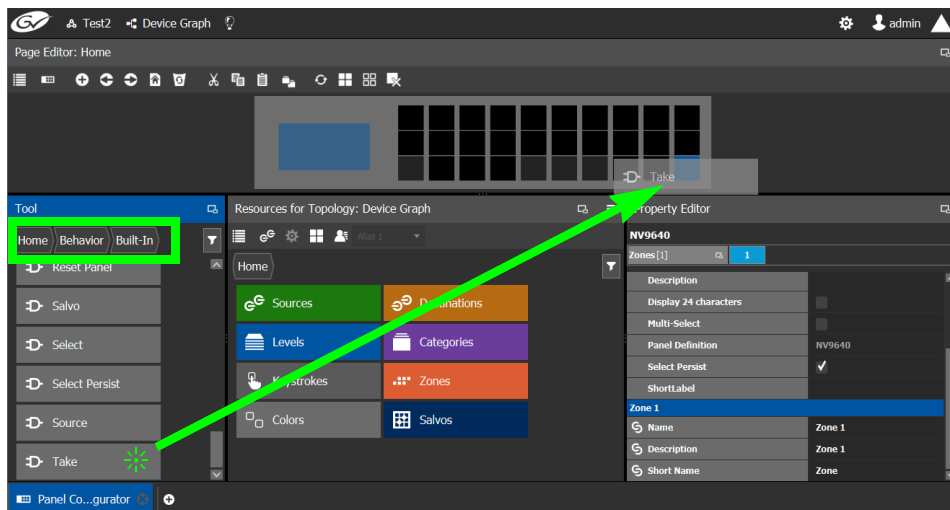 GV Test2 Device Graph admin
Page Editor: Home
Take
Tool
Home Behavior Built-In
Reset Panel
Salvo
Select
Select Persist
Source
Take
Resources for Topology: Device Graph
Alias 1
Home
Sources Destinations
Levels Categories
Keystrokes Zones
Colors Salvos
Property Editor
NV9640
Zones [1] 1
Description
Display 24 characters
Multi-Select
Panel Definition NV9640
Select Persist
ShortLabel
Zone 1
Name Zone 1
Description Zone 1
Short Name Zone
Panel Co...gurator